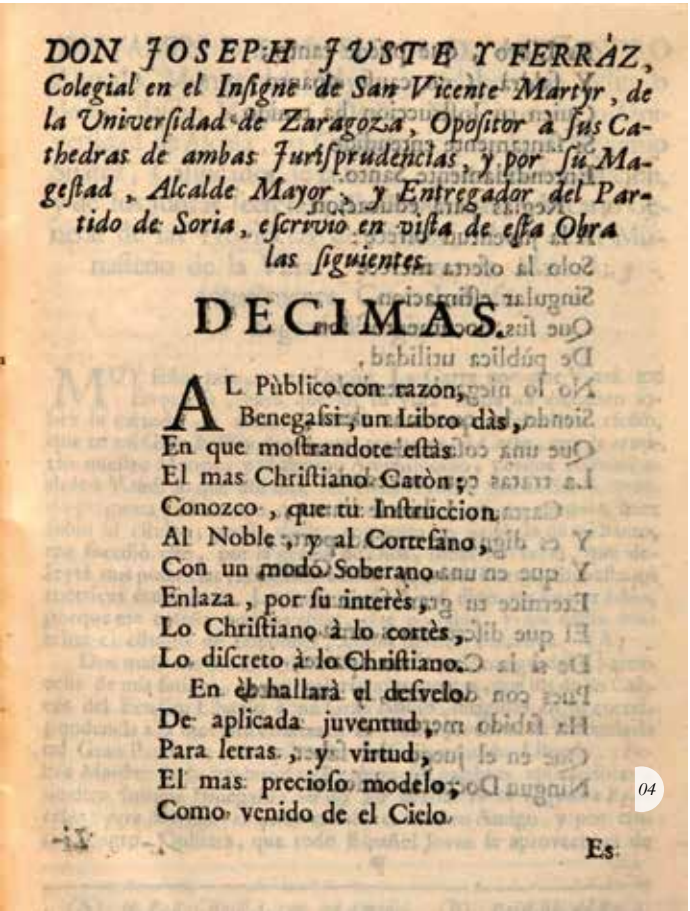 DON JOSEPH JVSTE Y FERRÀZ,
Colegial en el Insigne de San Vicente Martyr, de
la Universidad de Zaragoza, Opositor à sus Ca-
thedras de ambas Jurisprudencias, y por su Ma-
gestad, Alcalde Mayor, y Entregador del Par-
tido de Soria, escrivió en vista de esta Obra
las siguientes
DECIMAS.
AL Pùblico con razon,
Benegassi, un Libro dàs,
En que mostrandote estàs
El mas Christiano Catòn;
Conozco, que tu Instruccion
Al Noble, y al Cortesano,
Con un modo Soberano
Enlaza, por su interès,
Lo Christiano à lo cortès,
Lo discreto à lo Christiano.
En èl hallarà el desvelo
De aplicada juventud,
Para letras, y virtud,
El mas precioso modelo;
Como venido de el Cielo
04
Es